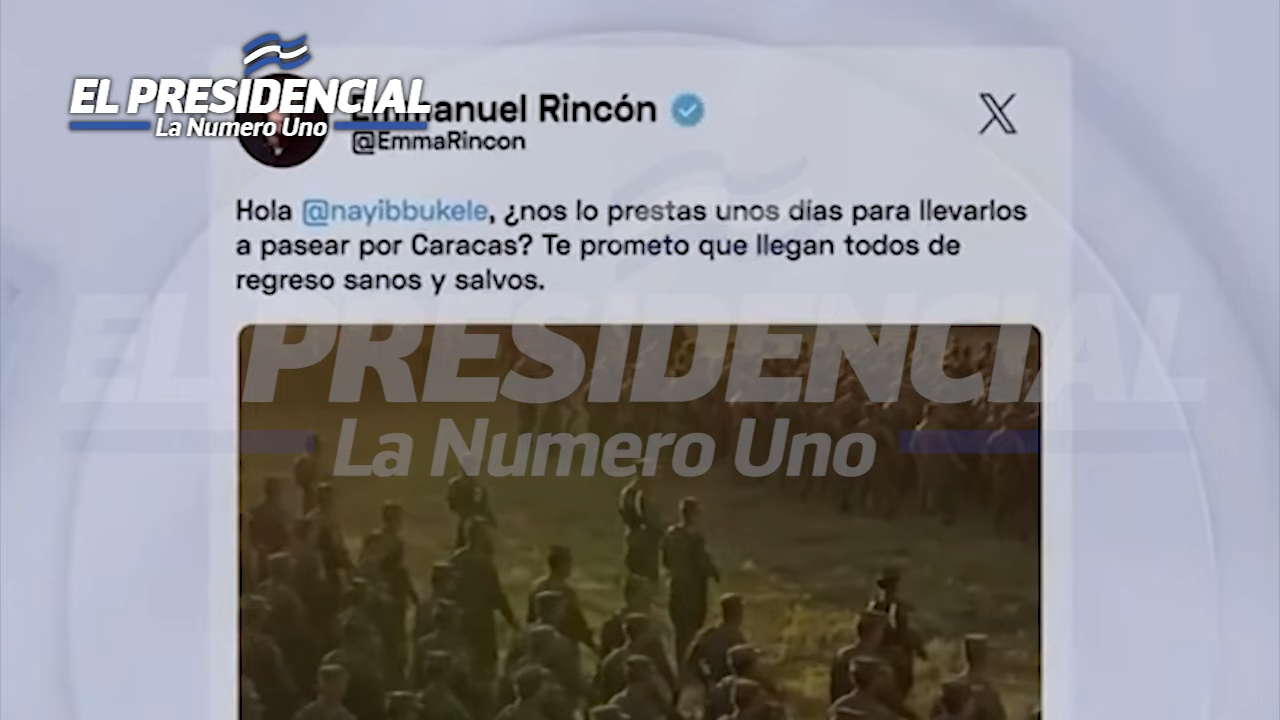 EL PRESIDENCIAL
La Numero Uno
Emmanuel Rincón
@EmmaRincon
Hola @nayibbukele, ¿nos lo prestas unos días para llevarlos
a pasear por Caracas? Te prometo que llegan todos de
regreso sanos y salvos.
EL PRESIDENCIAL
La Numero Uno